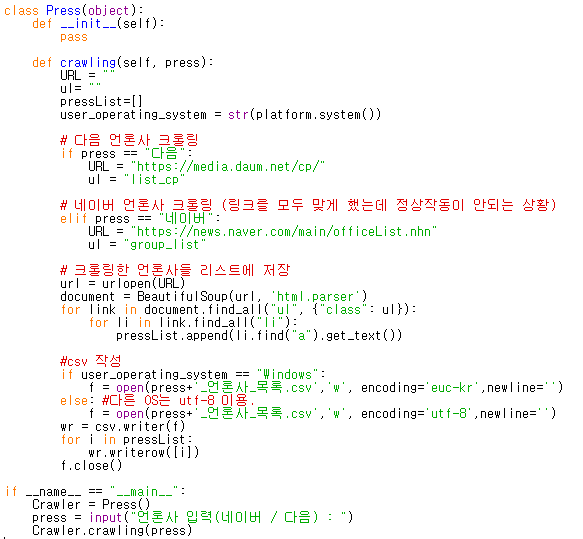 class Press(object):
    def __init__(self):
        pass

    def crawling(self, press):
        URL = ""
        ul= ""
        pressList=[]
        user_operating_system = str(platform.system())

        # 다음 언론사 크롤링
        if press == "다음":
            URL = "https://media.daum.net/cp/"
            ul = "list_cp"

        # 네이버 언론사 크롤링 (링크를 모두 맞게 했는데 정상작동이 안되는 상황)
        elif press == "네이버":
            URL = "https://news.naver.com/main/officeList.nhn"
            ul = "group_list"

        # 크롤링한 언론사들 리스트에 저장
        url = urlopen(URL)
        document = BeautifulSoup(url, 'html.parser')
        for link in document.find_all("ul", {"class": ul}):
            for li in link.find_all("li"):
                pressList.append(li.find("a").get_text())

        #csv 작성
        if user_operating_system == "Windows":
            f = open(press+'_언론사_목록.csv','w', encoding='euc-kr',newline='')
        else: #다른 OS는 utf-8 이용.
            f = open(press+'_언론사_목록.csv','w', encoding='utf-8',newline='')
        wr = csv.writer(f)
        for i in pressList:
            wr.writerow([i])
        f.close()

if __name__ == "__main__":
    Crawler = Press()
    press = input("언론사 입력(네이버 / 다음) : ")
    Crawler.crawling(press)